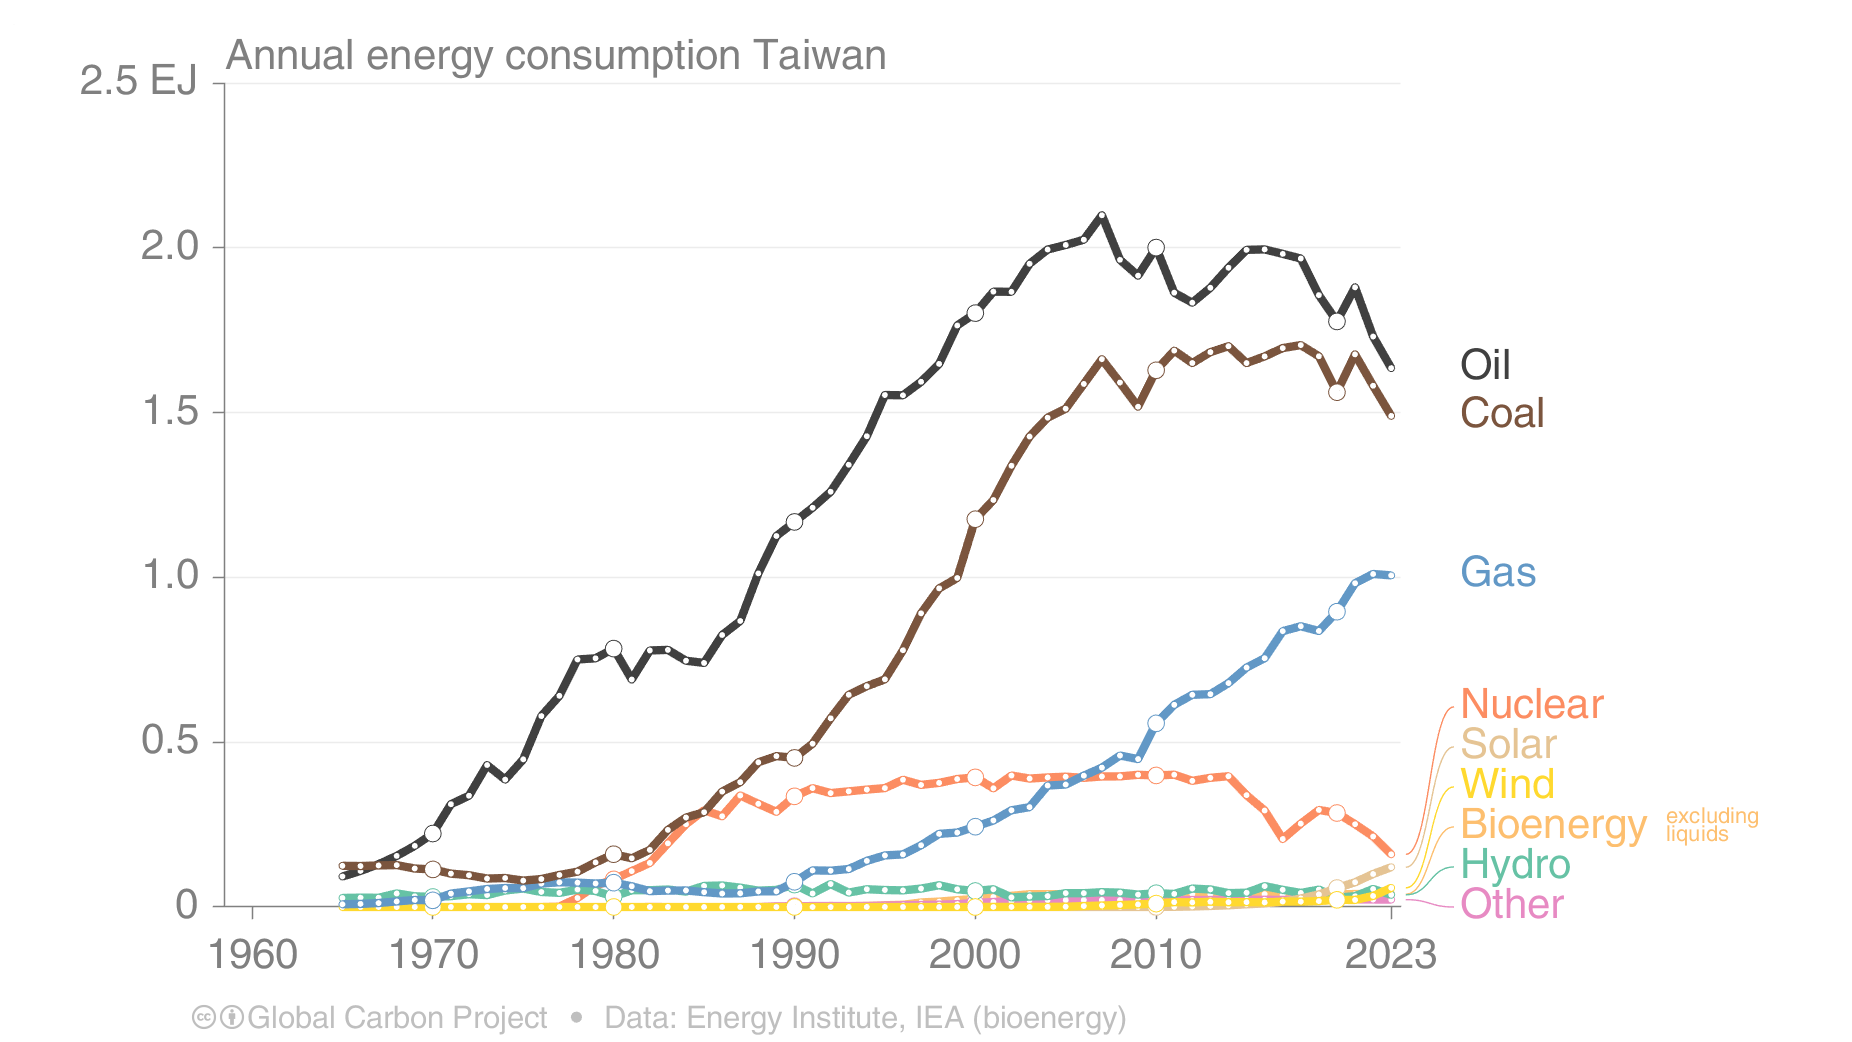 Annual energy consumption Taiwan
2.5 EJ
2.0
1.5
1.0
0.5
0
1960 1970 1980 1990 2000 2010 2023
Oil
Coal
Gas
Nuclear
Solar
Wind
Bioenergy excluding liquids
Hydro
Other
cc Global Carbon Project • Data: Energy Institute, IEA (bioenergy)